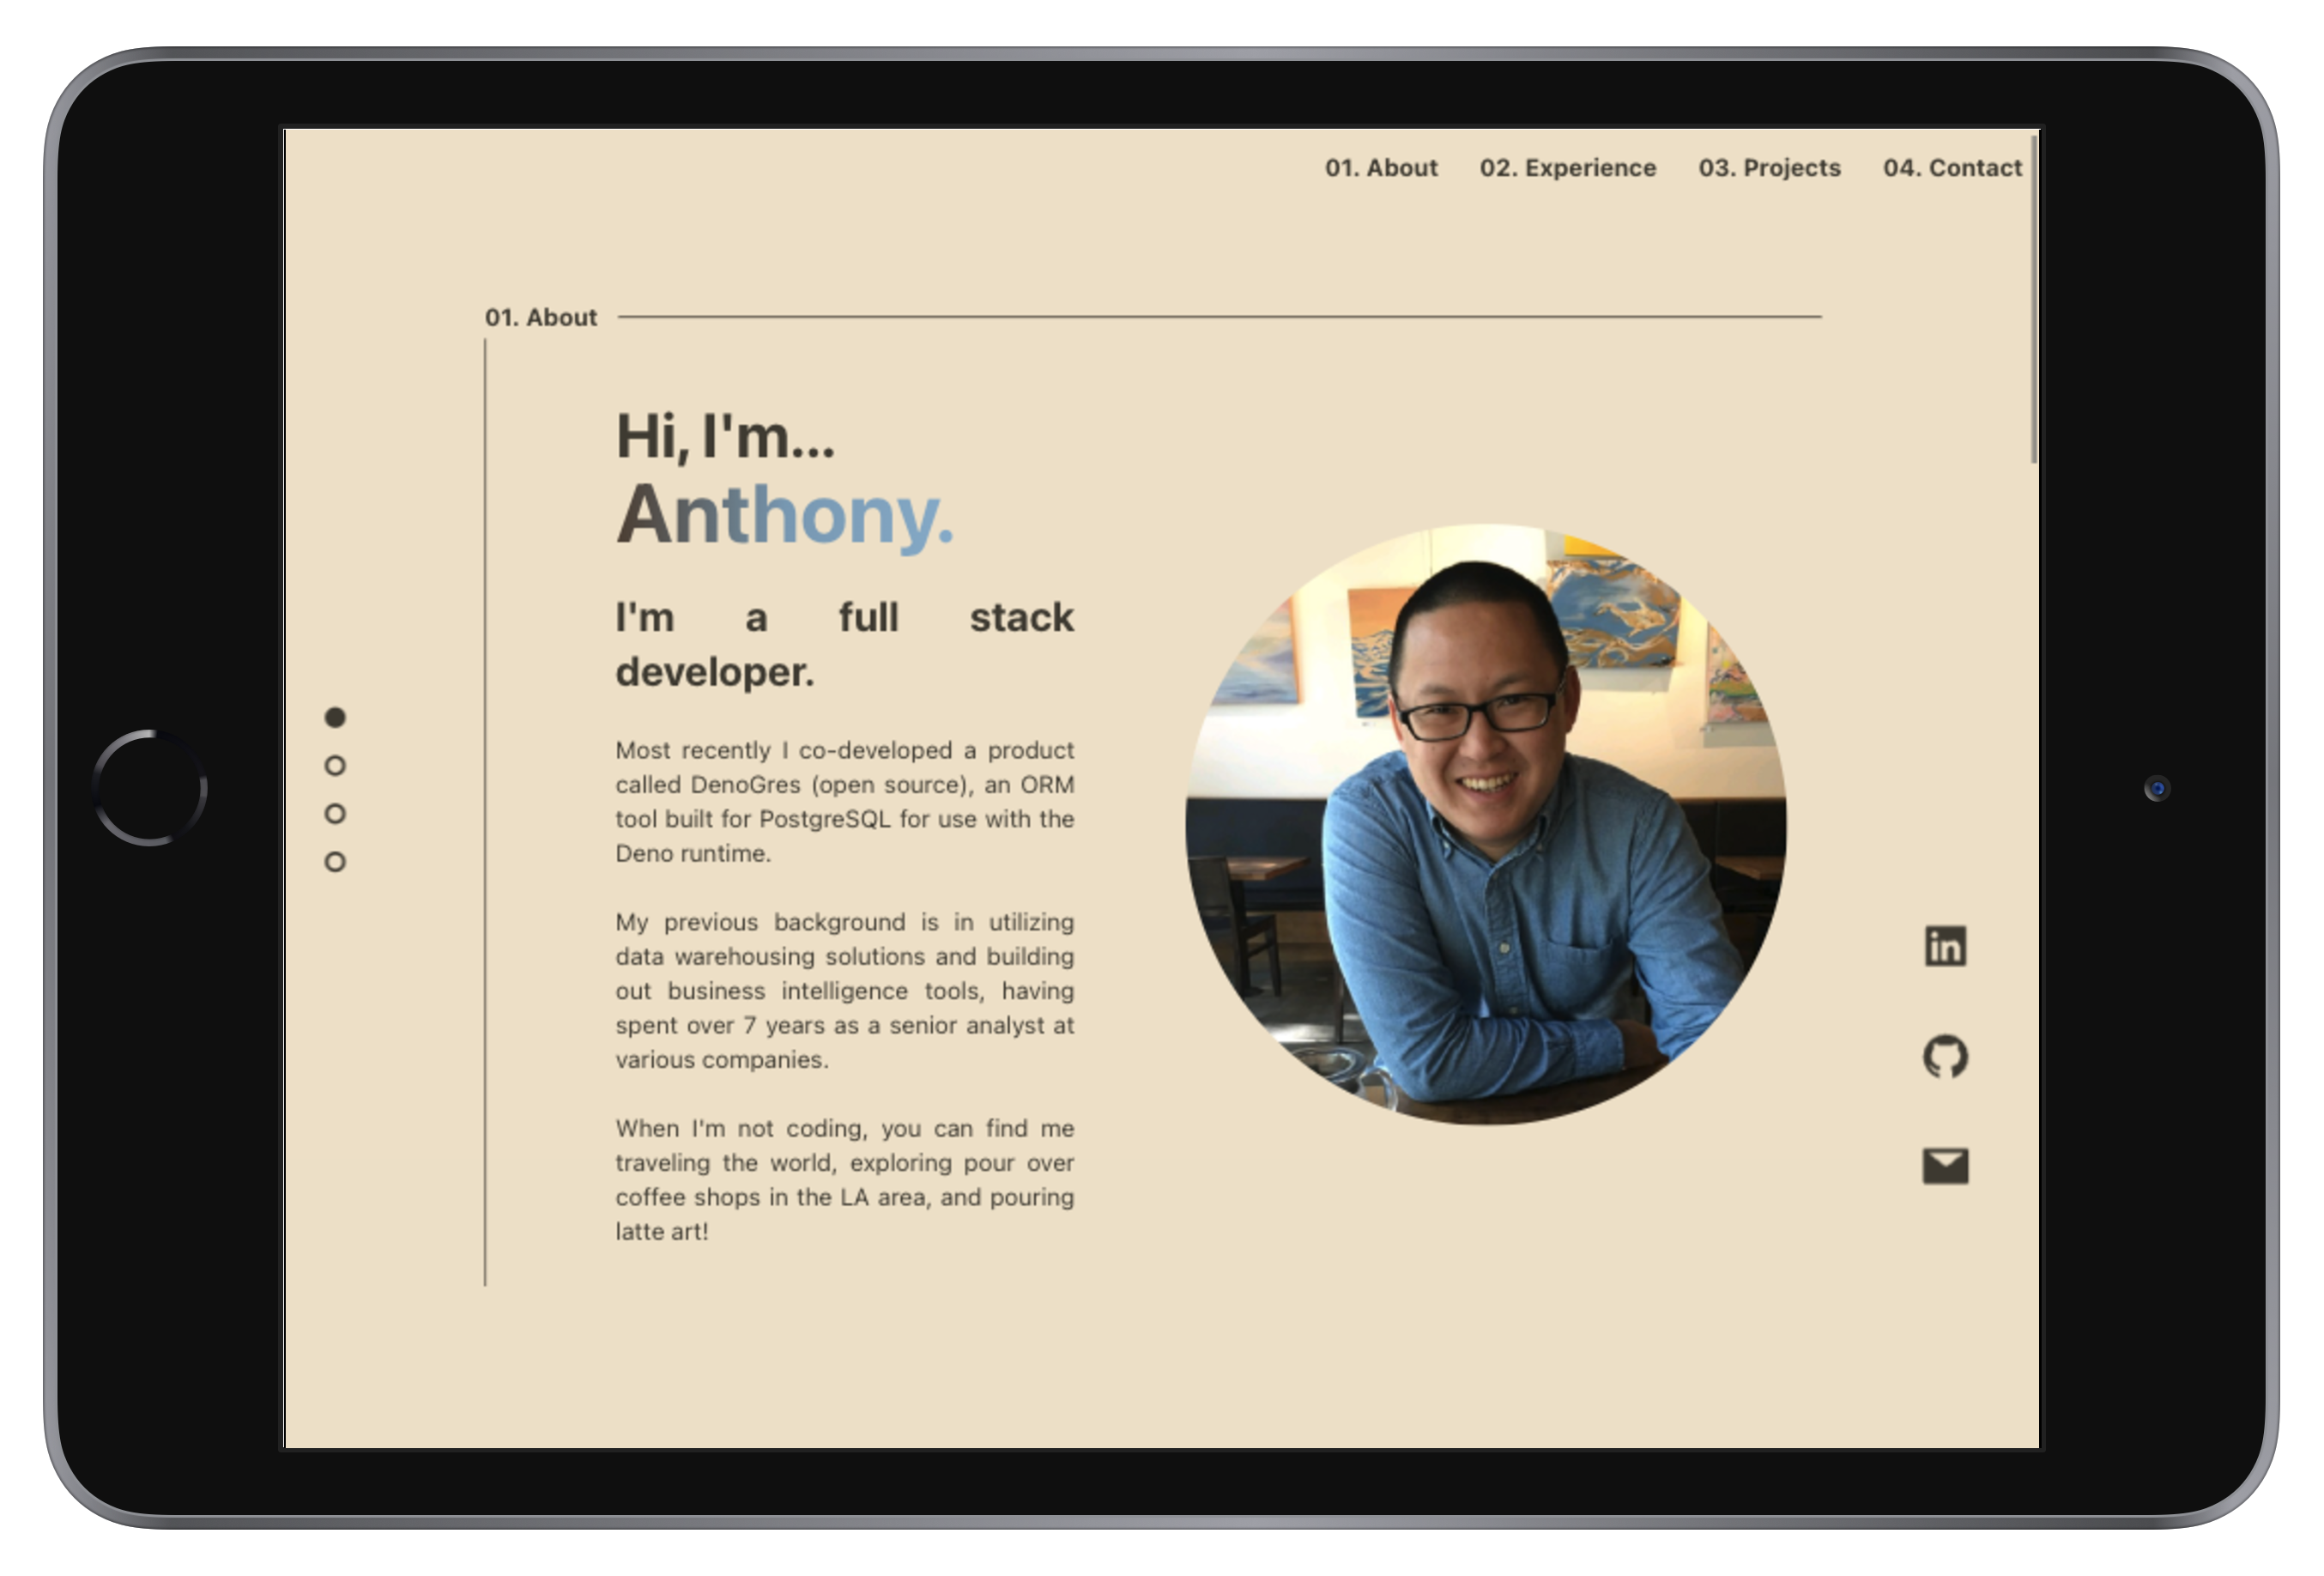 01. About 02. Experience 03. Projects 04. Contact
01. About
Hi, I'm...
Anthony.
I'm a full stack
developer.
Most recently I co-developed a product
called DenoGres (open source), an ORM
tool built for PostgreSQL for use with the
Deno runtime.
My previous background is in utilizing
data warehousing solutions and building
out business intelligence tools, having
spent over 7 years as a senior analyst at
various companies.
When I'm not coding, you can find me
traveling the world, exploring pour over
coffee shops in the LA area, and pouring
latte art!
in